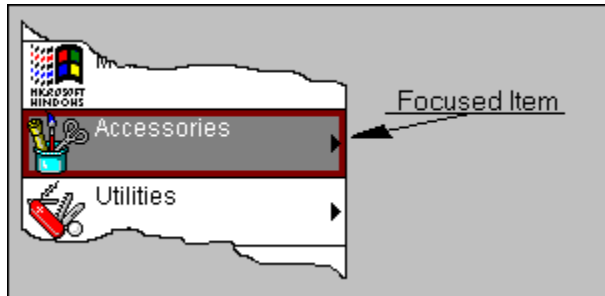 MICROSOFT
WINDOWS
Accessories
Focused Item
Utilities